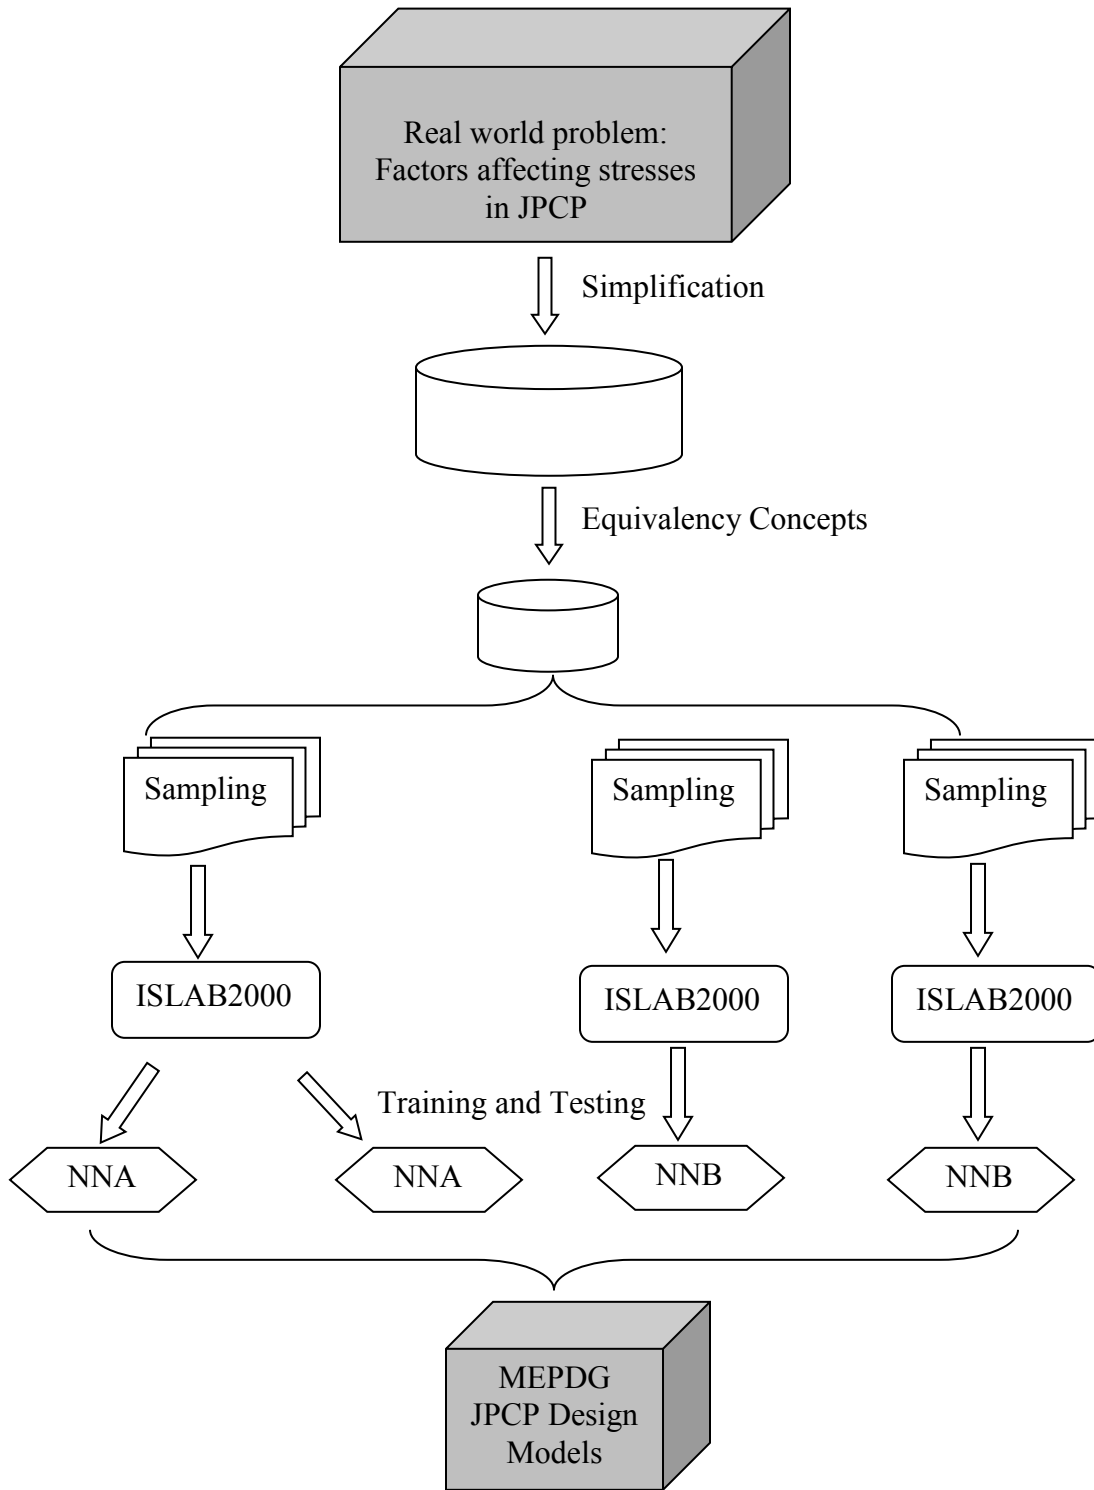 Real world problem:
Factors affecting stresses
in JPCP
Simplification
Equivalency Concepts
Sampling
Sampling
Sampling
ISLAB2000
ISLAB2000
ISLAB2000
Training and Testing
NNA
NNA
NNB
NNB
MEPDG
JPCP Design
Models